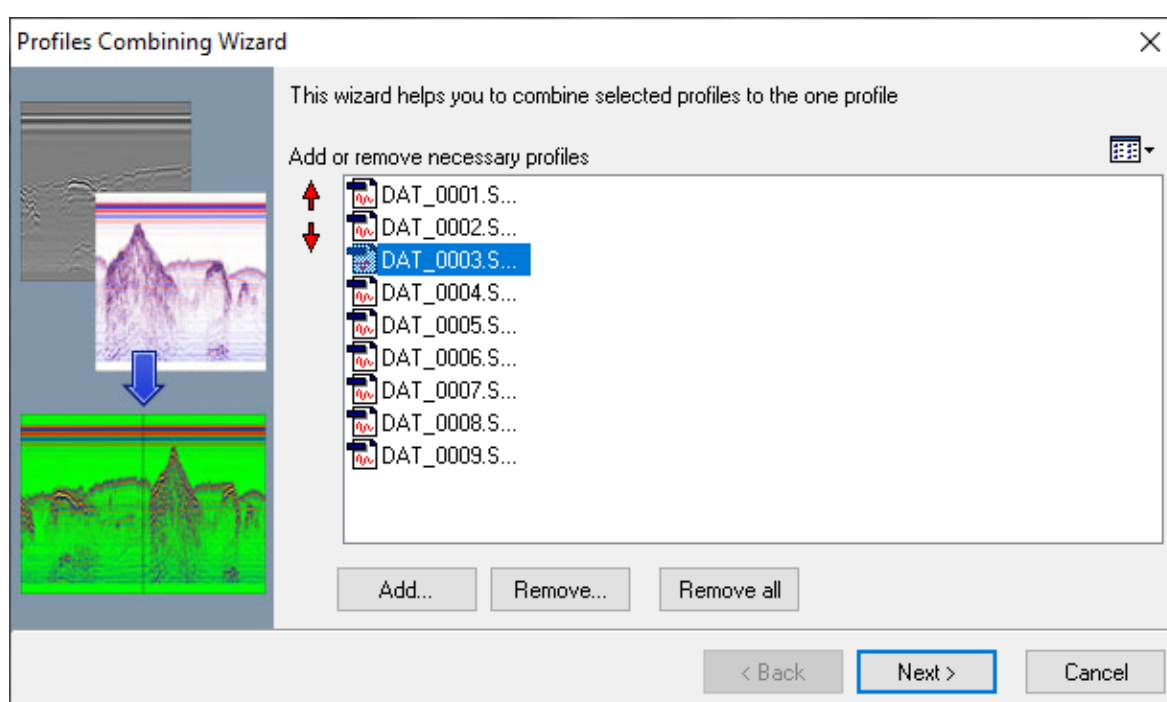 Profiles Combining Wizard
This wizard helps you to combine selected profiles to the one profile
Add or remove necessary profiles
DAT_0001.S...
DAT_0002.S...
DAT_0003.S...
DAT_0004.S...
DAT_0005.S...
DAT_0006.S...
DAT_0007.S...
DAT_0008.S...
DAT_0009.S...
Add... Remove... Remove all
< Back Next > Cancel